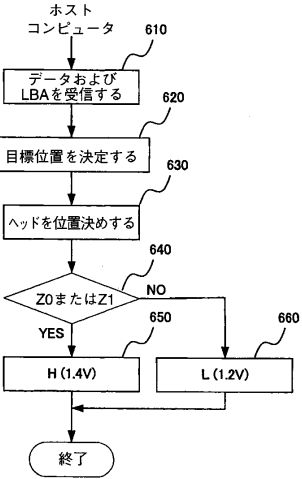 ホスト
コンピュータ
610
データおよび
LBAを受信する
620
目標位置を決定する
630
ヘッドを位置決めする
640
Z0またはZ1
NO
YES
650
660
H(1.4V)
L(1.2V)
終了